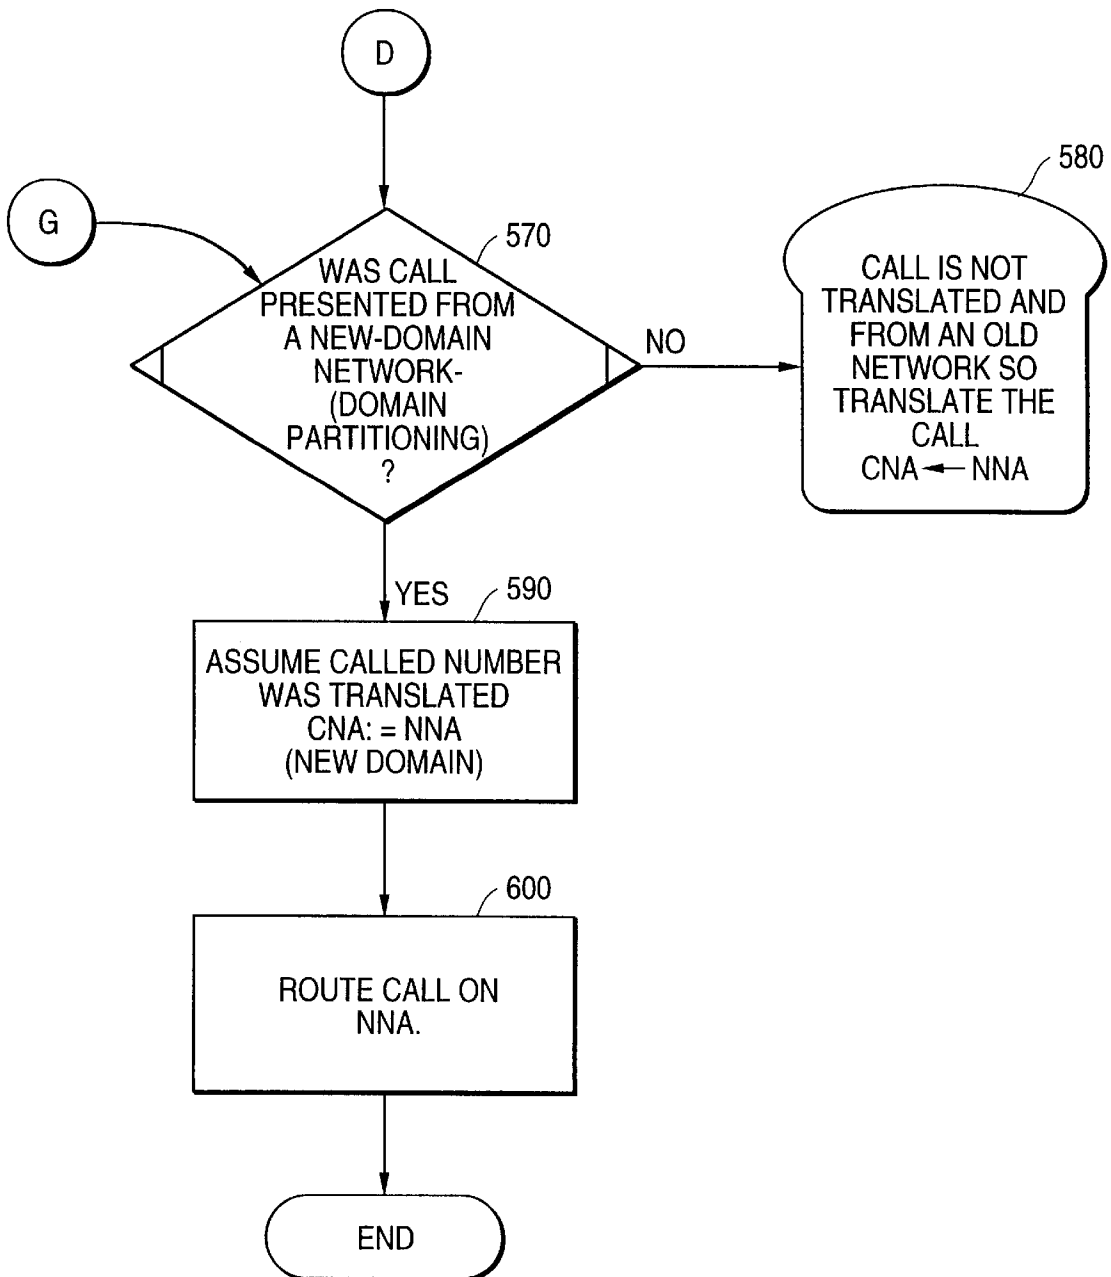 D
G
570
WAS CALL
PRESENTED FROM
A NEW-DOMAIN
NETWORK-
(DOMAIN
PARTITIONING)
?
NO
580
CALL IS NOT
TRANSLATED AND
FROM AN OLD
NETWORK SO
TRANSLATE THE
CALL
CNA ← NNA
YES
590
ASSUME CALLED NUMBER
WAS TRANSLATED
CNA: = NNA
(NEW DOMAIN)
600
ROUTE CALL ON
NNA.
END